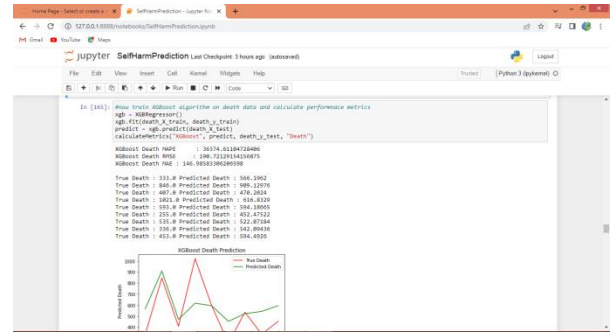 Home Page - Select or create a
SelfHarmPrediction - Jupyter No
127.0.0.1:8888/notebooks/SelfHarmPrediction.ipynb
Gmail YouTube Maps
jupyter SelfHarmPrediction Last Checkpoint: 3 hours ago (autosaved)
Logout
File Edit View Insert Cell Kernel Widgets Help
Trusted Python 3 (ipykernel)
Run Code
In [165]: #now train XGBoost algorithm on death data and calculate performance metrics
xgb = XGBRegressor()
xgb.fit(death_X_train, death_y_train)
predict = xgb.predict(death_X_test)
calculateMetrics("XGBoost", predict, death_y_test, "Death")
XGBoost Death MAPE : 36374.61104728406
XGBoost Death RMSE : 190.72129154156875
XGBoost Death MAE : 146.98583306206598
True Death : 333.0 Predicted Death : 566.1962
True Death : 846.0 Predicted Death : 909.12976
True Death : 407.0 Predicted Death : 470.2024
True Death : 1021.0 Predicted Death : 616.8329
True Death : 593.0 Predicted Death : 594.18665
True Death : 255.0 Predicted Death : 452.47522
True Death : 535.0 Predicted Death : 522.07184
True Death : 336.0 Predicted Death : 542.09436
True Death : 453.0 Predicted Death : 594.4926
XGBoost Death Prediction
True Death
Predicted Death
Predicted Death
1000
900
800
700
600
500
400